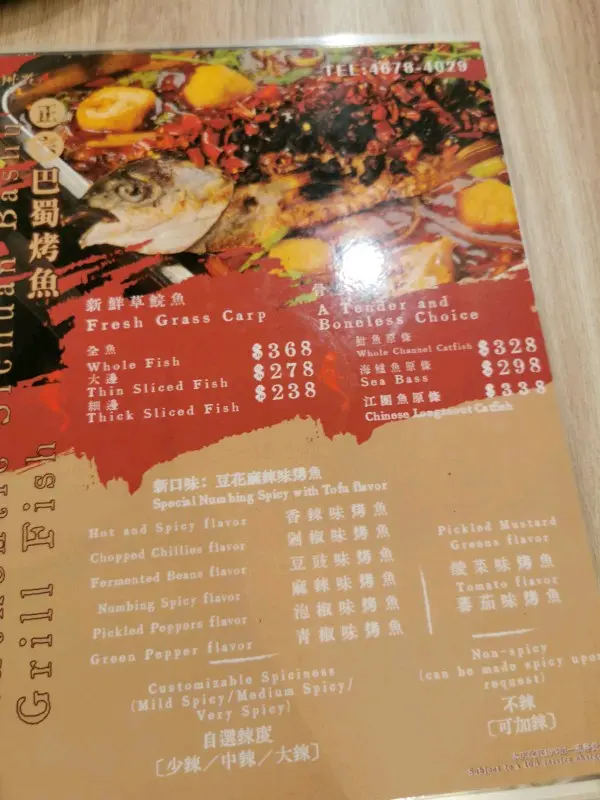 TEL:4678-4029
正
巴蜀烤魚
Grill Fish
新鮮草鯇魚
Fresh Grass Carp
全魚
Whole Fish $368
大邊
Thin Sliced Fish $278
細邊
Thick Sliced Fish $238
A Tender and
Boneless Choice
Whole Channel Catfish $328
海鱸魚原條
Sea Bass $298
江團魚原條 $338
Chinese Longsnout Catfish
新口味: 豆花麻辣味烤魚
Special Numbing Spicy with Tofu flavor
Hot and Spicy flavor 香辣味烤魚
Chopped Chillies flavor 剁椒味烤魚
Fermented Beans flavor 豆豉味烤魚
Numbing Spicy flavor 麻辣味烤魚
Pickled Peppers flavor 泡椒味烤魚
Green Pepper flavor 青椒味烤魚
Pickled Mustard
Greens flavor
酸菜味烤魚
Tomato flavor
蕃茄味烤魚
Customizable Spiciness
(Mild Spicy/Medium Spicy/
Very Spicy)
自選辣度
〔少辣／中辣／大辣〕
Non-spicy
(can be made spicy upon
request)
不辣
〔可加辣〕
Subject to a 10% service charge